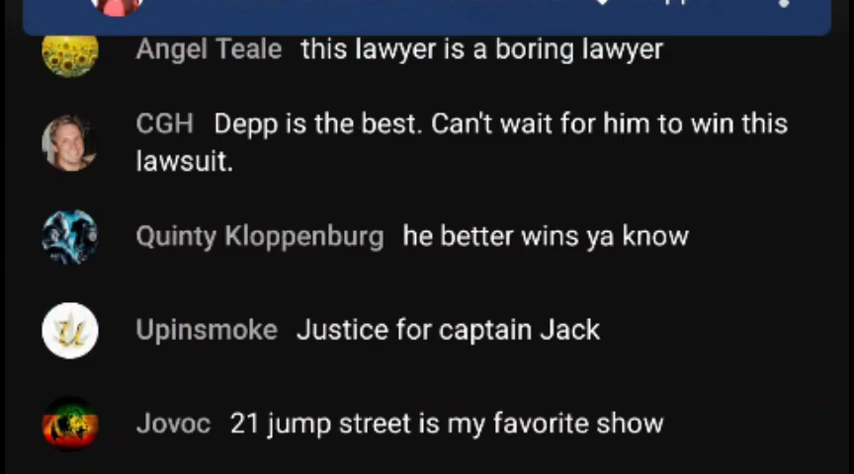 Angel Teale this lawyer is a boring lawyer
CGH Depp is the best. Can't wait for him to win this
lawsuit.
Quinty Kloppenburg he better wins ya know
Upinsmoke Justice for captain Jack
Jovoc 21 jump street is my favorite show